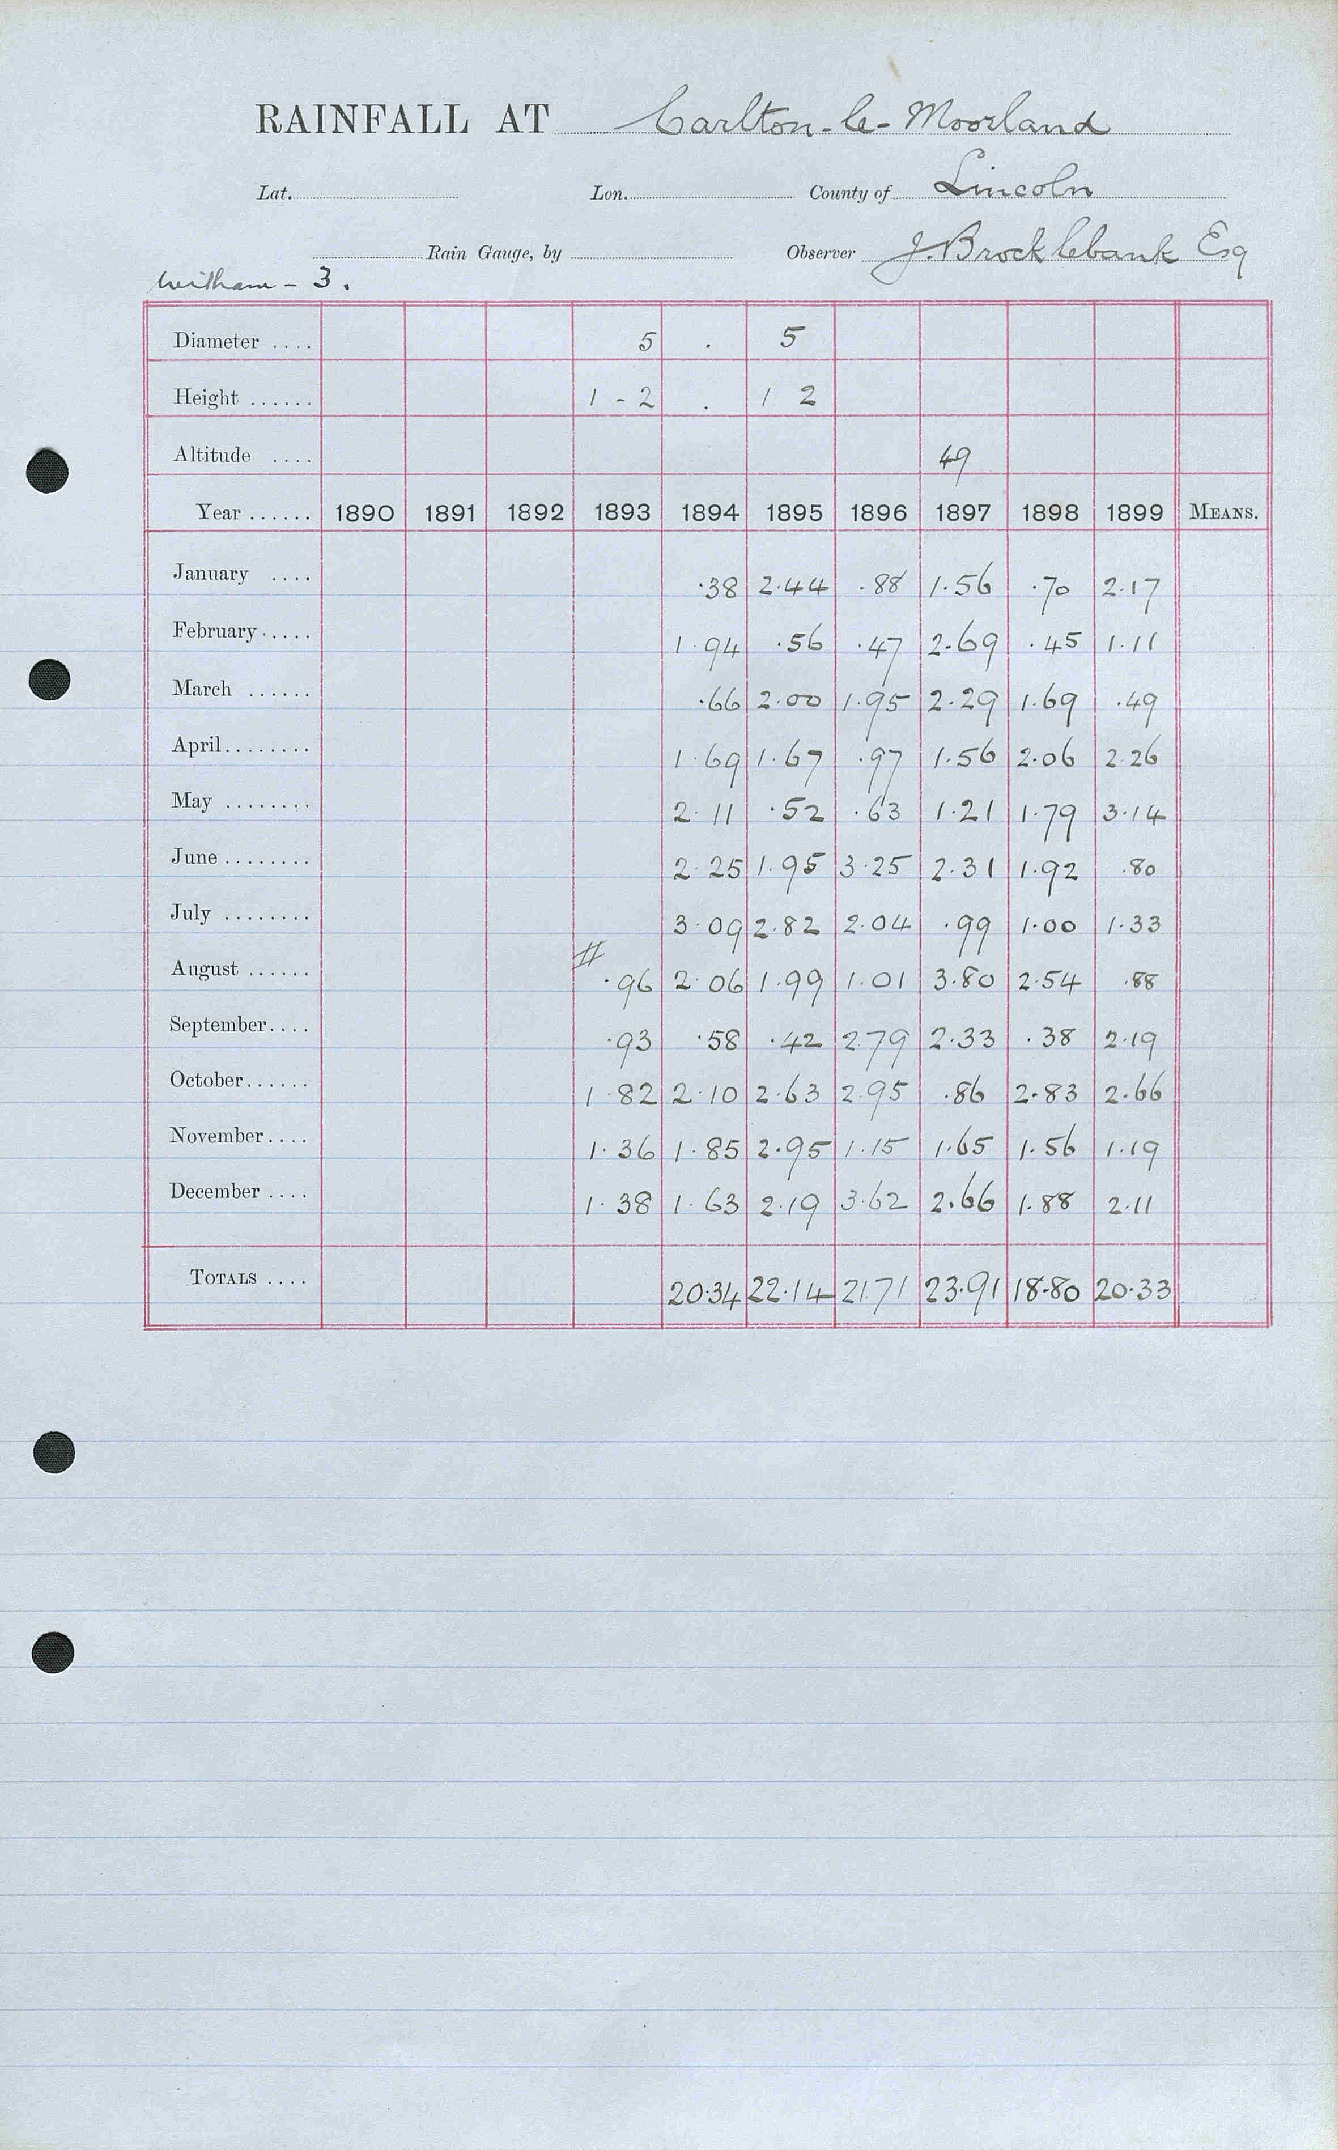 RAINFALL AT Carlton-le-Moorland
Lat. Lon. County of Lincoln
Rain Gauge, by Observer J. Brocklebank Esq
Witham - 3.
Diameter .... 5 . 5
Height ...... 1 - 2 . 1 2
Altitude .... 49
Year ...... 1890 1891 1892 1893 1894 1895 1896 1897 1898 1899 MEANS.
January .... ·38 2·44 ·88 1·56 ·70 2·17
February ..... 1·94 ·56 ·47 2·69 ·45 1·11
March ...... ·66 2·00 1·95 2·29 1·69 ·49
April ........ 1·69 1·67 ·97 1·56 2·06 2·26
May ........ 2·11 ·52 ·63 1·21 1·79 3·14
June ........ 2·25 1·95 3·25 2·31 1·92 ·80
July ........ 3·09 2·82 2·04 ·99 1·00 1·33
August ...... # ·96 2·06 1·99 1·01 3·80 2·54 ·88
September .... ·93 ·58 ·42 2·79 2·33 ·38 2·19
October ...... 1·82 2·10 2·63 2·95 ·86 2·83 2·66
November .... 1·36 1·85 2·95 1·15 1·65 1·56 1·19
December .... 1·38 1·63 2·19 3·62 2·66 1·88 2·11
TOTALS .... 20·34 22·14 21·71 23·91 18·80 20·33